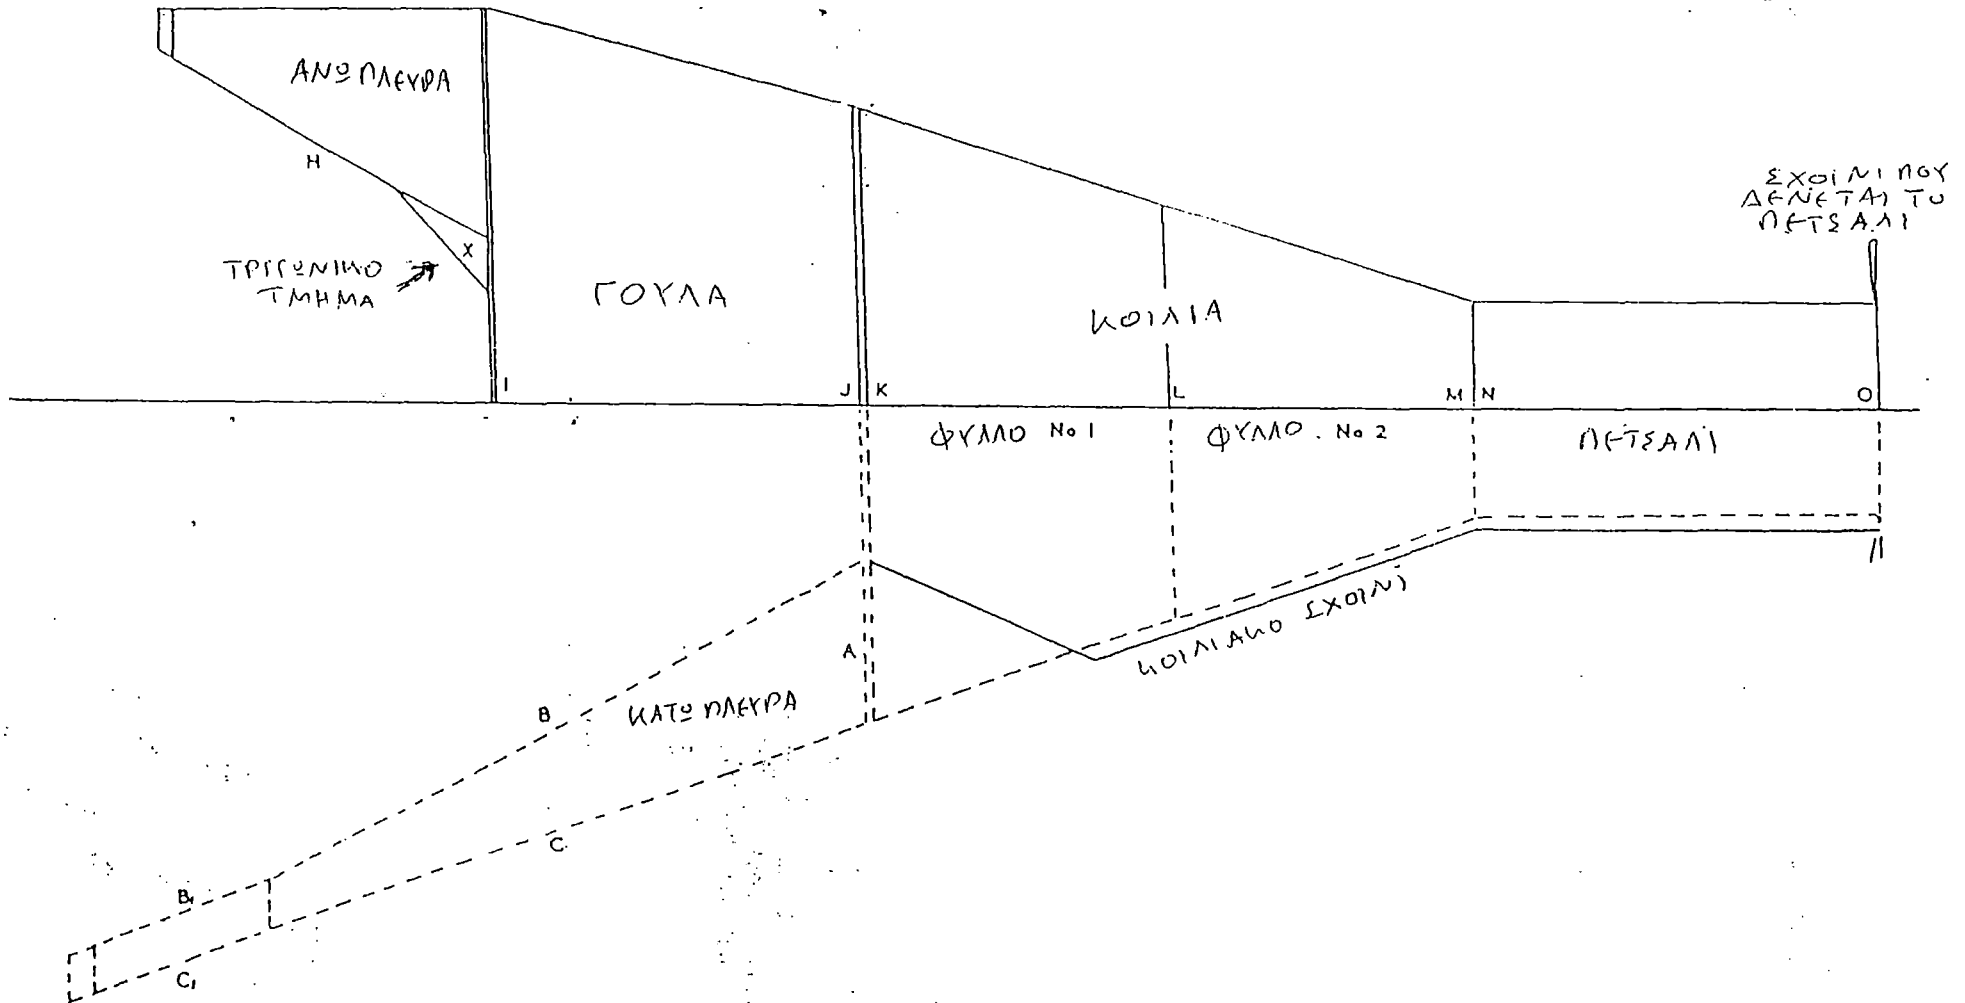 ΑΝΩ ΠΛΕΥΡΑ
H
X
ΤΡΙΓΩΝΙΚΟ
ΤΜΗΜΑ
ΓΟΥΛΑ
ΚΟΙΛΙΑ
ΣΧΟΙΝΙ ΠΟΥ
ΔΕΝΕΤΑΙ ΤΟ
ΠΕΤΣΑΛΙ
I
J K
L
M N
O
ΦΥΛΛΟ No 1
ΦΥΛΛΟ. No 2
ΠΕΤΣΑΛΙ
A
B
ΚΑΤΩ ΠΛΕΥΡΑ
ΚΟΙΛΙΑΚΟ ΣΧΟΙΝΙ
C
B₁
C₁